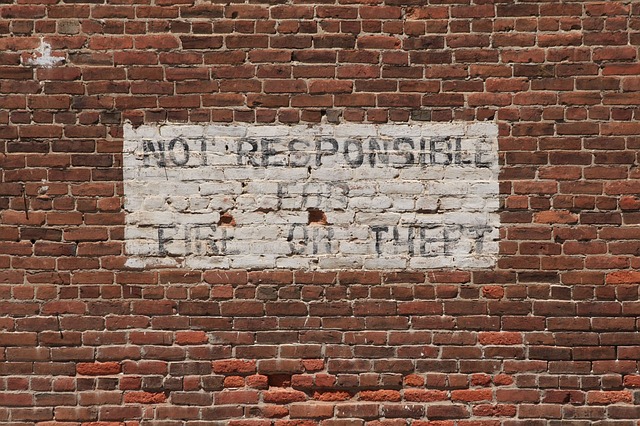 NOT RESPONSIBLE
FOR
FIRE OR THEFT